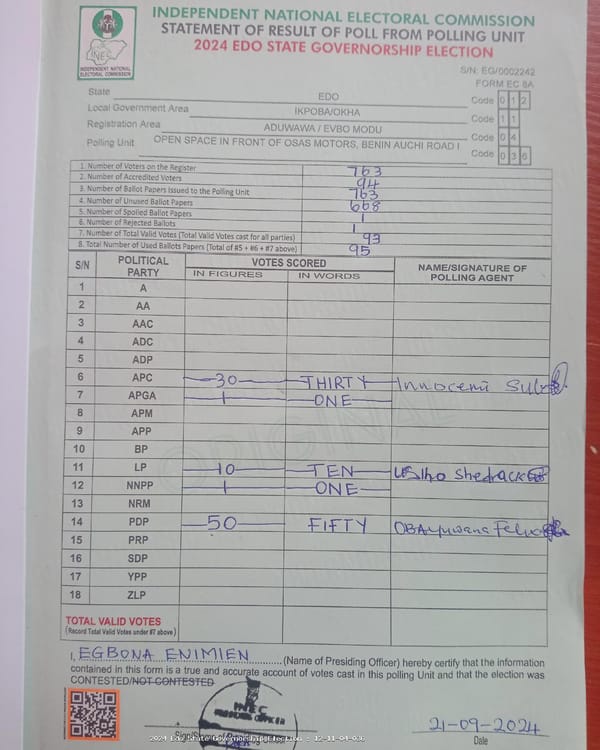 INDEPENDENT NATIONAL ELECTORAL COMMISSION
STATEMENT OF RESULT OF POLL FROM POLLING UNIT
2024 EDO STATE GOVERNORSHIP ELECTION
INEC
INDEPENDENT NATIONAL
ELECTORAL COMMISSION
S/N: EG/0002242
FORM EC 8A
State EDO Code 0 1 2
Local Government Area IKPOBA/OKHA Code 1 1
Registration Area ADUWAWA / EVBO MODU Code 0 4
Polling Unit OPEN SPACE IN FRONT OF OSAS MOTORS, BENIN AUCHI ROAD I Code 0 3 6
1. Number of Voters on the Register 763
2. Number of Accredited Voters 94
3. Number of Ballot Papers Issued to the Polling Unit 763
4. Number of Unused Ballot Papers 668
5. Number of Spoiled Ballot Papers 1
6. Number of Rejected Ballots 1
7. Number of Total Valid Votes (Total Valid Votes cast for all parties) 93
8. Total Number of Used Ballots Papers (Total of #5 + #6 + #7 above) 95
S/N POLITICAL PARTY VOTES SCORED NAME/SIGNATURE OF POLLING AGENT
IN FIGURES IN WORDS
1 A
2 AA
3 AAC
4 ADC
5 ADP
6 APC 30 THIRTY Innocent
7 APGA 1 ONE
8 APM
9 APP
10 BP
11 LP 10 TEN Shedrack
12 NNPP 1 ONE
13 NRM
14 PDP 50 FIFTY
15 PRP
16 SDP
17 YPP
18 ZLP
TOTAL VALID VOTES
(Record Total Valid Votes under #7 above)
ORIGINAL
I, EGBONA ENIMIEN (Name of Presiding Officer) hereby certify that the information
contained in this form is a true and accurate account of votes cast in this polling Unit and that the election was
CONTESTED/NOT CONTESTED
INEC
PRESIDING OFFICER
21-09-2024
Date
2024 Edo State Governorship Election